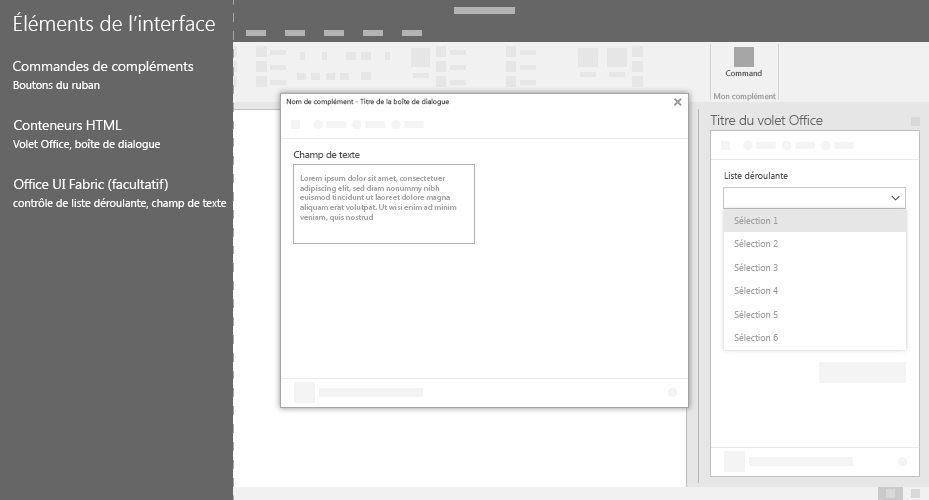 Éléments de l'interface
Commandes de compléments
Boutons du ruban
Conteneurs HTML
Volet Office, boîte de dialogue
Office UI Fabric (facultatif)
contrôle de liste déroulante, champ de texte
Command
Mon complément
Nom de complément - Titre de la boîte de dialogue
Champ de texte
Lorem ipsum dolor sit amet, consectetuer
adipiscing elit, sed diam nonummy nibh
euismod tincidunt ut laoreet dolore magna
aliquam erat volutpat. Ut wisi enim ad minim
veniam, quis nostrud
Titre du volet Office
Liste déroulante
Sélection 1
Sélection 2
Sélection 3
Sélection 4
Sélection 5
Sélection 6